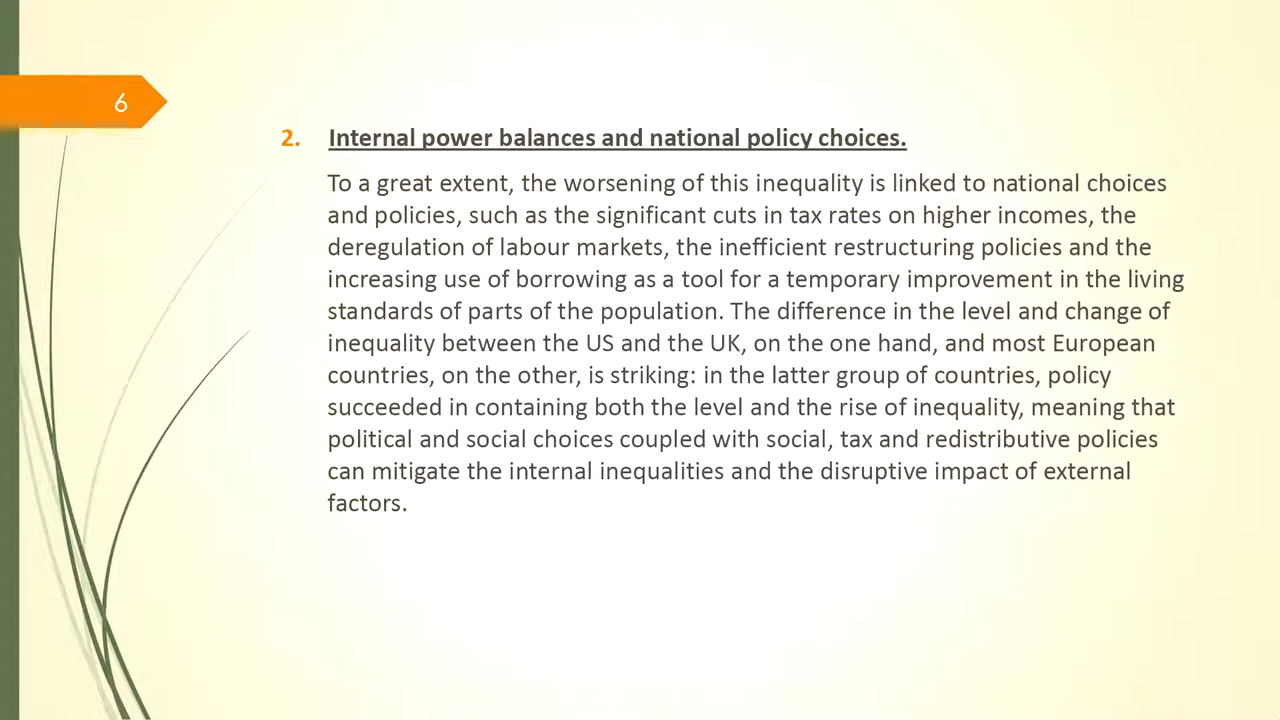 6
2. Internal power balances and national policy choices.
To a great extent, the worsening of this inequality is linked to national choices
and policies, such as the significant cuts in tax rates on higher incomes, the
deregulation of labour markets, the inefficient restructuring policies and the
increasing use of borrowing as a tool for a temporary improvement in the living
standards of parts of the population. The difference in the level and change of
inequality between the US and the UK, on the one hand, and most European
countries, on the other, is striking: in the latter group of countries, policy
succeeded in containing both the level and the rise of inequality, meaning that
political and social choices coupled with social, tax and redistributive policies
can mitigate the internal inequalities and the disruptive impact of external
factors.